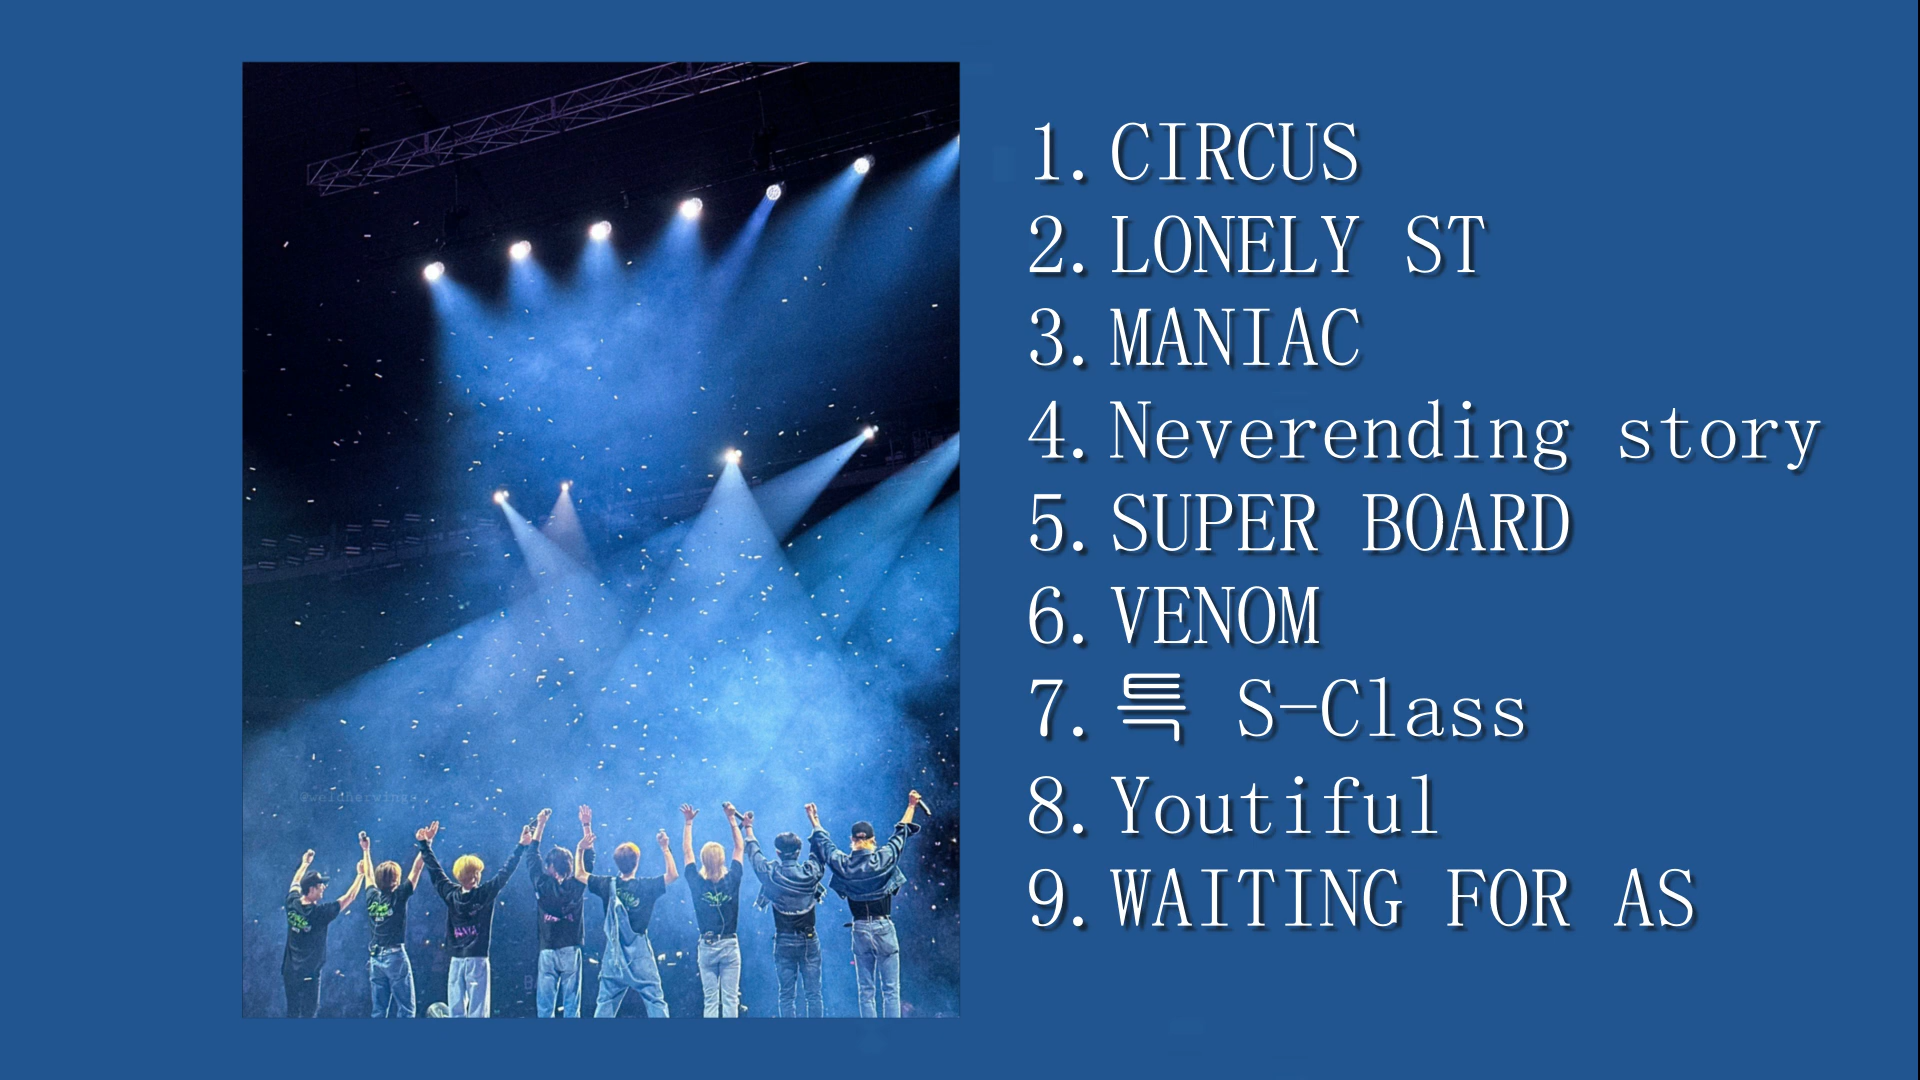 1. CIRCUS
2. LONELY ST
3. MANIAC
4. Neverending story
5. SUPER BOARD
6. VENOM
7. 특 S-Class
8. Youtiful
9. WAITING FOR AS